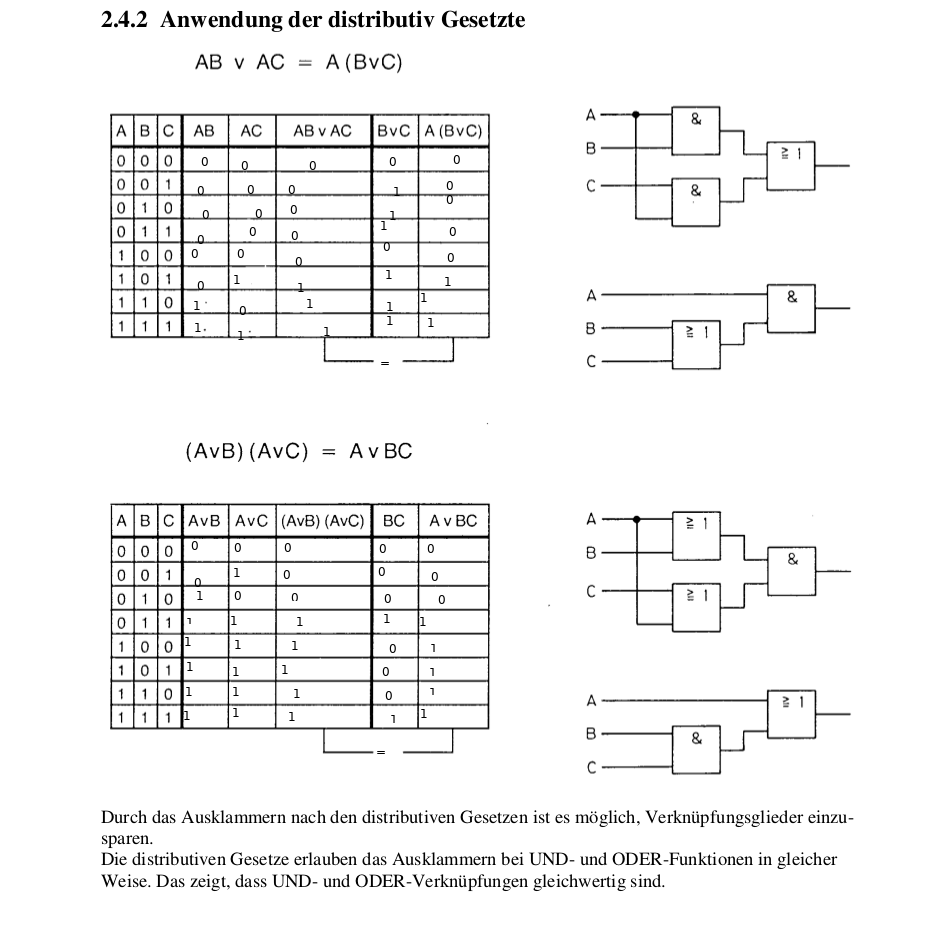 2.4.2 Anwendung der distributiv Gesetzte
AB v AC = A (BvC)
A B C AB AC AB v AC BvC A (BvC)
0 0 0 0 0 0 0 0
0 0 1 0 0 0 1 0
0 1 0 0 0 0 1 0
0 1 1 0 0 0 1 0
1 0 0 0 0 0 0 0
1 0 1 0 1 1 1 1
1 1 0 1 0 1 1 1
1 1 1 1 1 1 1 1
=
A
B
C
&
&
≧ 1
A
B
C
≧ 1
&
(AvB) (AvC) = A v BC
A B C AvB AvC (AvB) (AvC) BC A v BC
0 0 0 0 0 0 0 0
0 0 1 0 1 0 0 0
0 1 0 1 0 0 0 0
0 1 1 1 1 1 1 1
1 0 0 1 1 1 0 1
1 0 1 1 1 1 0 1
1 1 0 1 1 1 0 1
1 1 1 1 1 1 1 1
=
A
B
C
≧ 1
≧ 1
&
A
B
C
&
≧ 1
Durch das Ausklammern nach den distributiven Gesetzen ist es möglich, Verknüpfungsglieder einzu-
sparen.
Die distributiven Gesetze erlauben das Ausklammern bei UND- und ODER-Funktionen in gleicher
Weise. Das zeigt, dass UND- und ODER-Verknüpfungen gleichwertig sind.